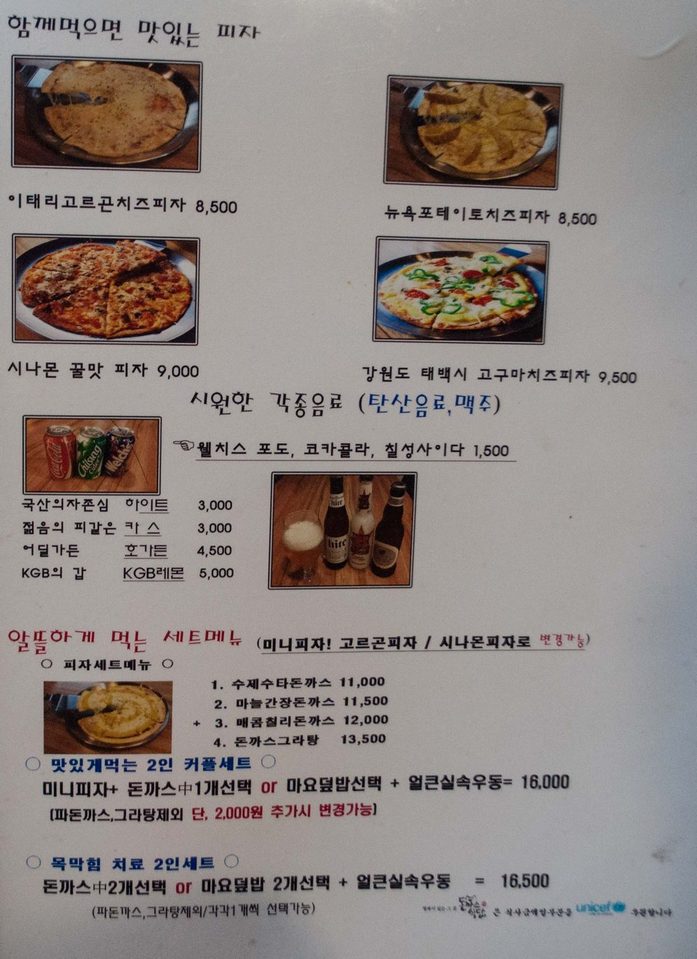 함께먹으면 맛있는 피자
이태리고르곤치즈피자 8,500
뉴욕포테이토치즈피자 8,500
시나몬 꿀맛 피자 9,000
강원도 태백시 고구마치즈피자 9,500
시원한 각종음료 (탄산음료,맥주)
웰치스 포도, 코카콜라, 칠성사이다 1,500
국산의자존심 하이트 3,000
젊음의 피같은 카 스 3,000
어딜가든 호가든 4,500
KGB의 갑 KGB레몬 5,000
알뜰하게 먹는 세트메뉴 (미니피자! 고르곤피자 / 시나몬피자로 변경가능)
○ 피자세트메뉴 ○
1. 수제수타돈까스 11,000
2. 마늘간장돈까스 11,500
+ 3. 매콤칠리돈까스 12,000
4. 돈까스그라탕 13,500
○ 맛있게먹는 2인 커플세트 ○
미니피자+ 돈까스中1개선택 or 마요덮밥선택 + 얼큰실속우동= 16,000
(파돈까스,그라탕제외 단, 2,000원 추가시 변경가능)
○ 목막힘 치료 2인세트 ○
돈까스中2개선택 or 마요덮밥 2개선택 + 얼큰실속우동 = 16,500
(파돈까스,그라탕제외/각각1개씩 선택가능)
은 식사금액일부분을 unicef 후원합니다